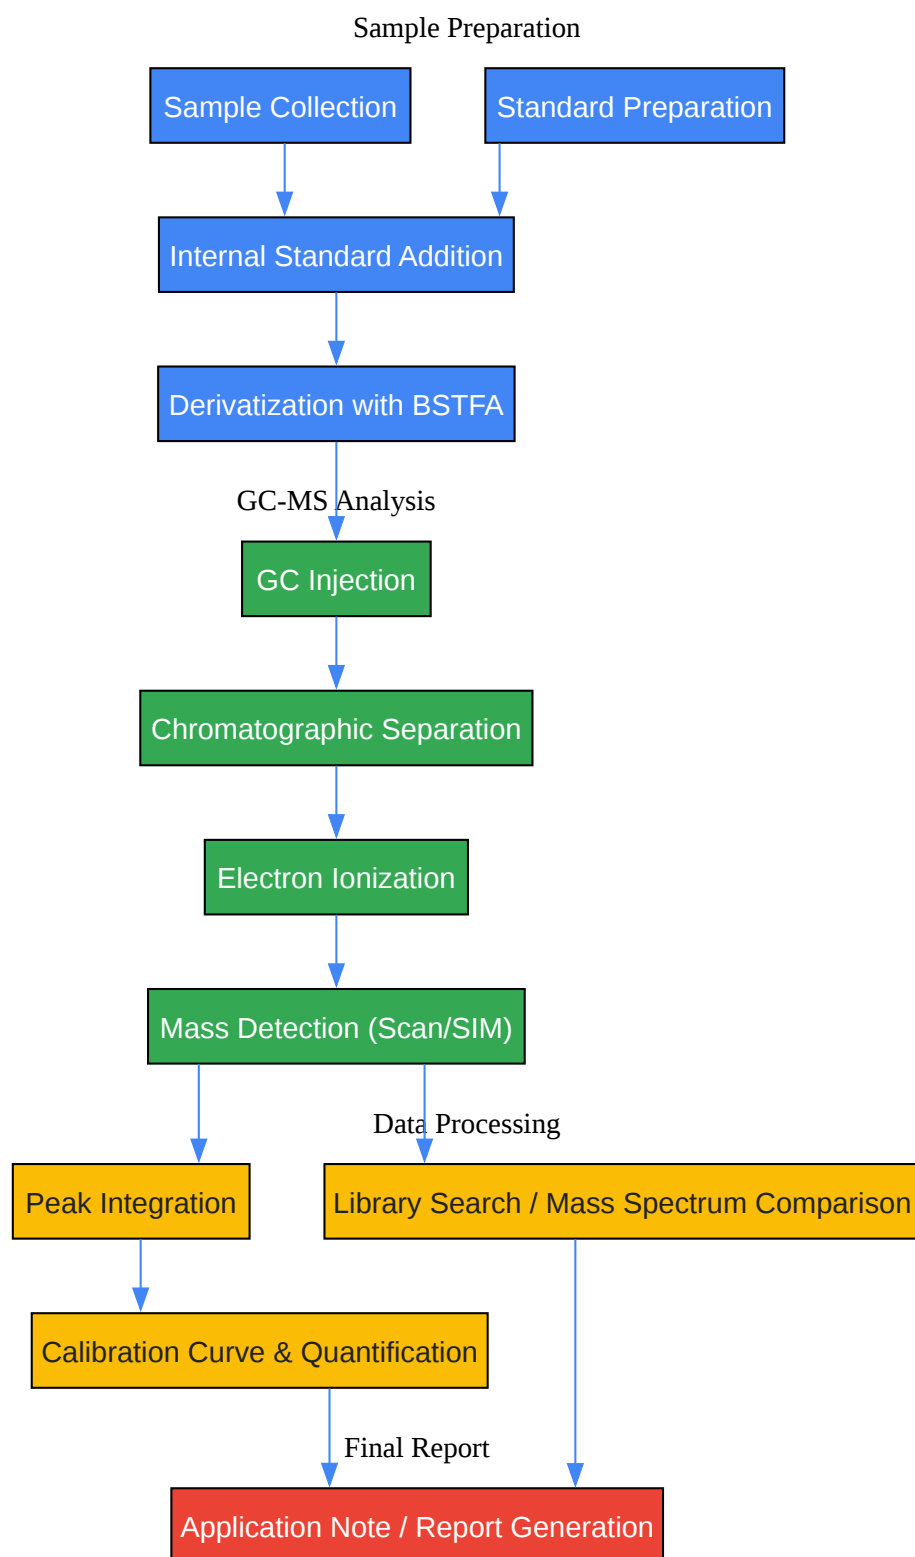 Sample Preparation
Sample Collection
Standard Preparation
Internal Standard Addition
Derivatization with BSTFA
GC-MS Analysis
GC Injection
Chromatographic Separation
Electron Ionization
Mass Detection (Scan/SIM)
Data Processing
Peak Integration
Library Search / Mass Spectrum Comparison
Calibration Curve & Quantification
Final Report
Application Note / Report Generation